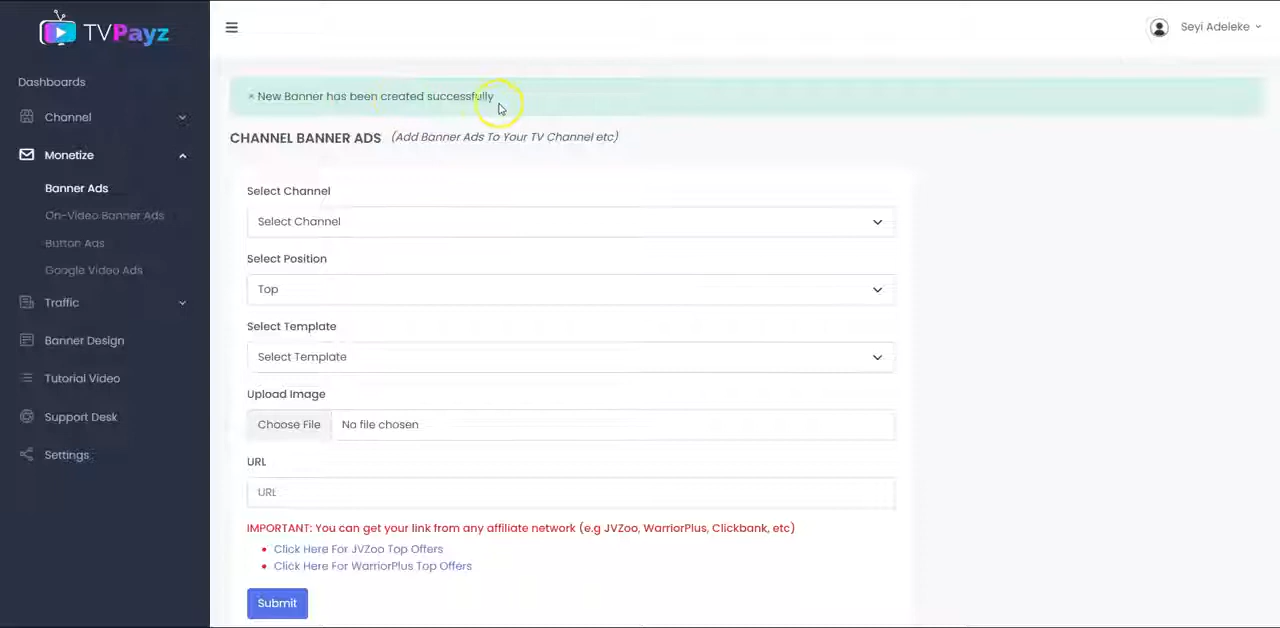 TVPayz
Seyi Adeleke
Dashboards
Channel
Monetize
Banner Ads
On-Video Banner Ads
Button Ads
Google Video Ads
Traffic
Banner Design
Tutorial Video
Support Desk
Settings
× New Banner has been created successfully
CHANNEL BANNER ADS (Add Banner Ads To Your TV Channel etc)
Select Channel
Select Channel
Select Position
Top
Select Template
Select Template
Upload Image
Choose File No file chosen
URL
URL
IMPORTANT: You can get your link from any affiliate network (e.g JVZoo, WarriorPlus, Clickbank, etc)
• Click Here For JVZoo Top Offers
• Click Here For WarriorPlus Top Offers
Submit